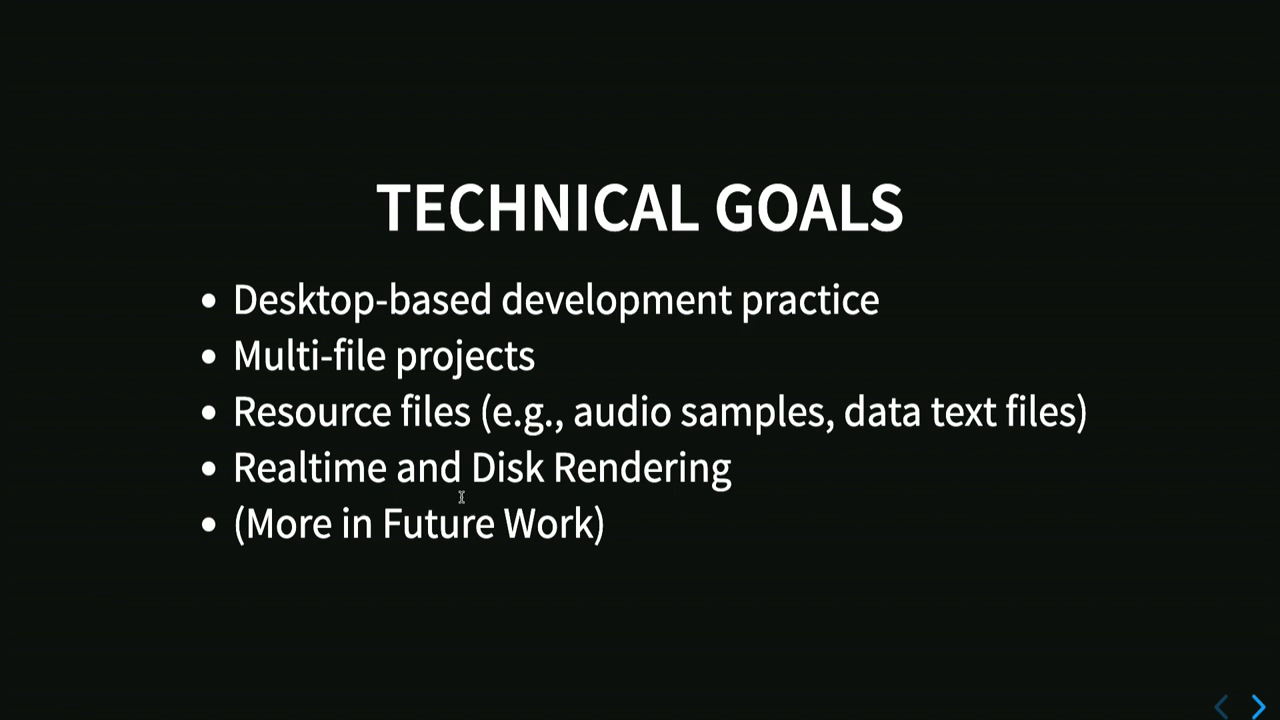 TECHNICAL GOALS
• Desktop-based development practice
• Multi-file projects
• Resource files (e.g., audio samples, data text files)
• Realtime and Disk Rendering
• (More in Future Work)